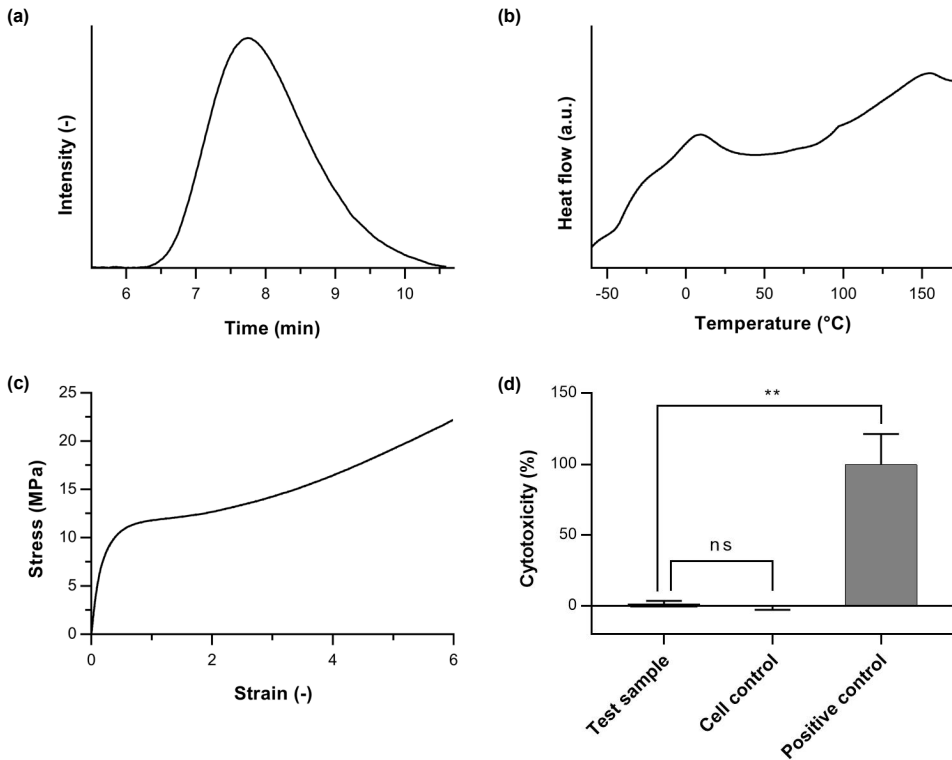 (a)
Intensity (-)
6 7 8 9 10
Time (min)
(b)
Heat flow (a.u.)
-50 0 50 100 150
Temperature (°C)
(c)
Stress (MPa)
25
20
15
10
5
0
0 2 4 6
Strain (-)
(d)
Cytotoxicity (%)
150
100
50
0
**
ns
Test sample
Cell control
Positive control